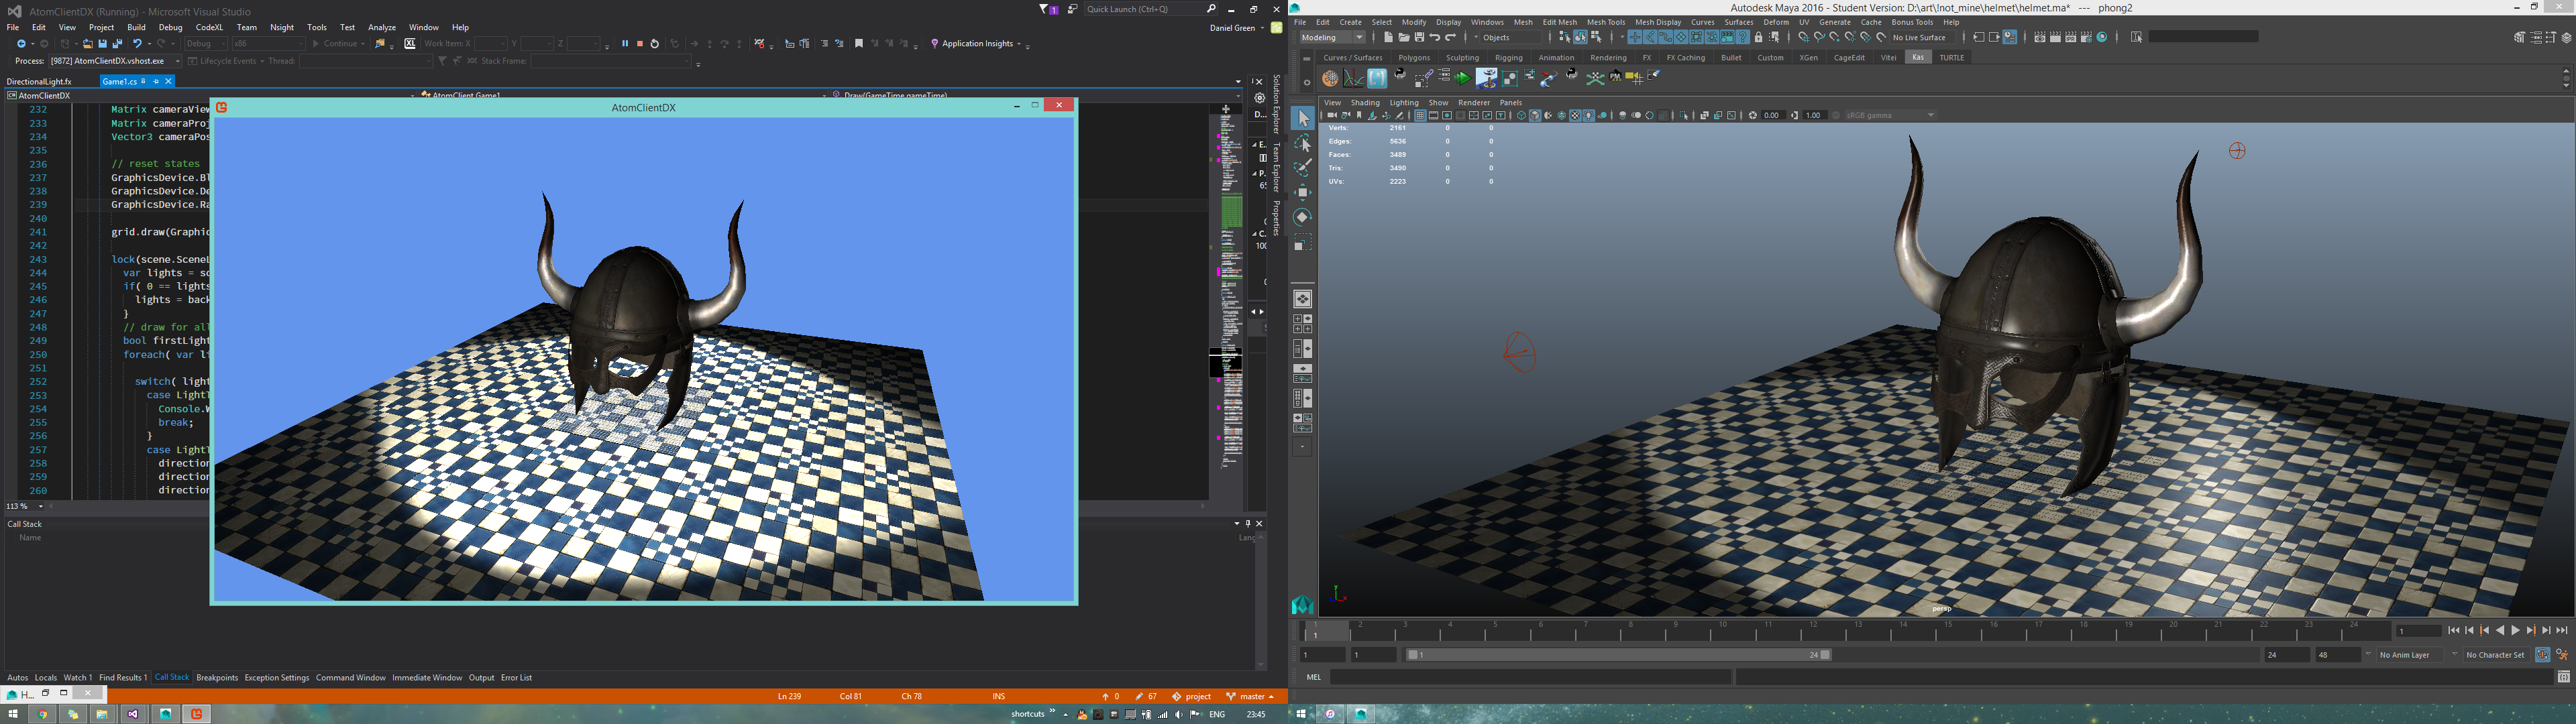 AtomClientDX (Running) - Microsoft Visual Studio
1
Quick Launch (Ctrl+Q)
File Edit View Project Build Debug CodeXL Team Nsight Tools Test Analyze Window Help
Daniel Green
Debug x86 Continue XL Work Item: X Y Z Application Insights
Process: [9872] AtomClientDX.vshost.exe Lifecycle Events Thread: Stack Frame:
DirectionalLight.fx Game1.cs
AtomClientDX AtomClient.Game1 Draw(GameTime gameTime)
AtomClientDX
232 Matrix cameraView
233 Matrix cameraProj
234 Vector3 cameraPos
235
236 // reset states
237 GraphicsDevice.Bl
238 GraphicsDevice.De
239 GraphicsDevice.Ra
240
241 grid.draw(Graphic
242
243 lock(scene.SceneL
244 var lights = sc
245 if( 0 == lights
246 lights = back
247 }
248 // draw for all
249 bool firstLight
250 foreach( var li
251
252 switch( light
253 case LightT
254 Console.W
255 break;
256 }
257 case LightT
258 direction
259 direction
260 direction
113 %
Solution Explorer
Team Explorer
Properties
Call Stack
Name
Lang
Autos Locals Watch 1 Find Results 1 Call Stack Breakpoints Exception Settings Command Window Immediate Window Output Error List
H...
Ln 239 Col 81 Ch 78 INS 0 67 project master
shortcuts ENG 23:45
Autodesk Maya 2016 - Student Version: D:\art\!not_mine\helmet\helmet.ma* --- phong2
File Edit Create Select Modify Display Windows Mesh Edit Mesh Mesh Tools Mesh Display Curves Surfaces Deform UV Generate Cache Bonus Tools Help
Modeling Objects No Live Surface
Curves / Surfaces Polygons Sculpting Rigging Animation Rendering FX FX Caching Bullet Custom XGen CageEdit Vitei Kas TURTLE
View Shading Lighting Show Renderer Panels
0.00 1.00 sRGB gamma
Verts: 2161 0 0
Edges: 5636 0 0
Faces: 3489 0 0
Tris: 3490 0 0
UVs: 2223 0 0
persp
1 2 3 4 5 6 7 8 9 10 11 12 13 14 15 16 17 18 19 20 21 22 23 24
1 1
1 1 1 24 24 48 No Anim Layer No Character Set
MEL